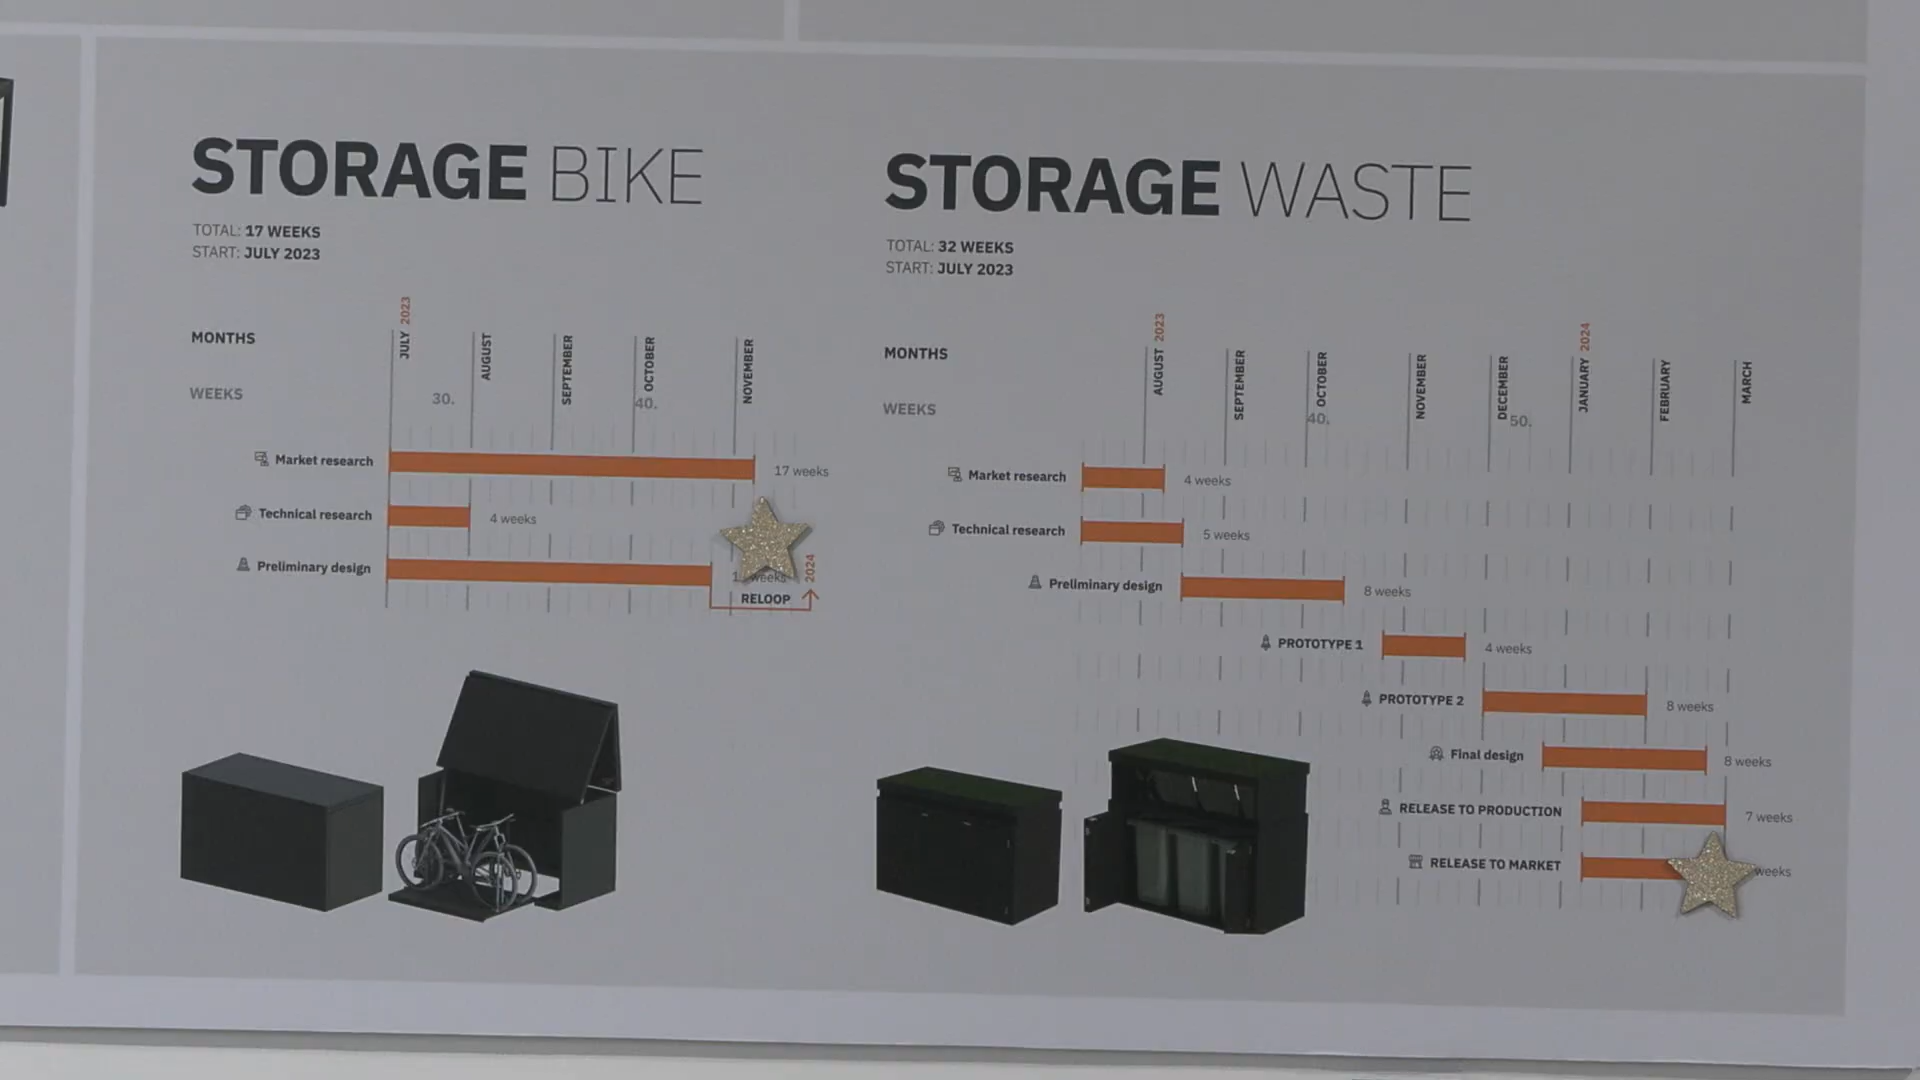 STORAGE BIKE
TOTAL: 17 WEEKS
START: JULY 2023
MONTHS
JULY 2023
AUGUST
SEPTEMBER
OCTOBER
NOVEMBER
WEEKS
30.
40.
Market research
17 weeks
Technical research
4 weeks
Preliminary design
weeks
2024
RELOOP
STORAGE WASTE
TOTAL: 32 WEEKS
START: JULY 2023
MONTHS
AUGUST 2023
SEPTEMBER
OCTOBER
NOVEMBER
DECEMBER
JANUARY 2024
FEBRUARY
MARCH
WEEKS
40.
50.
Market research
4 weeks
Technical research
5 weeks
Preliminary design
8 weeks
PROTOTYPE 1
4 weeks
PROTOTYPE 2
8 weeks
Final design
8 weeks
RELEASE TO PRODUCTION
7 weeks
RELEASE TO MARKET
weeks